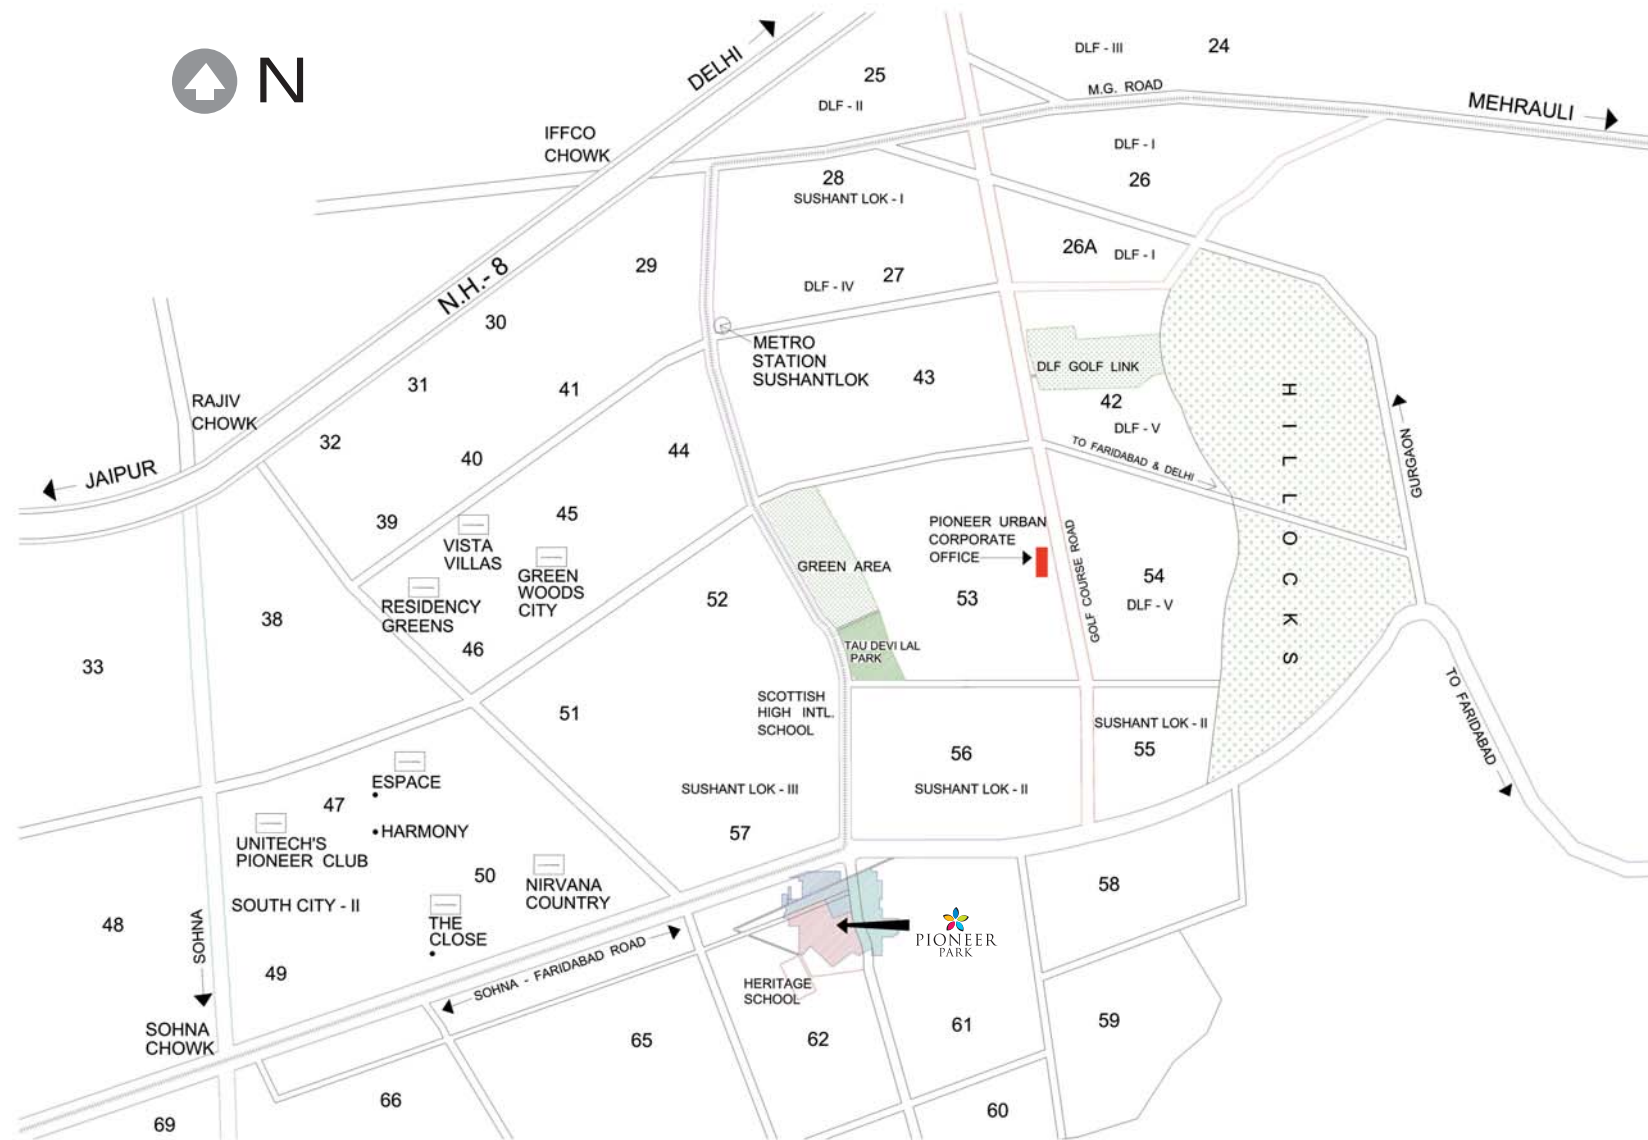 N
DELHI
DLF - III
24
25
DLF - II
M.G. ROAD
MEHRAULI
IFFCO
CHOWK
DLF - I
26
28
SUSHANT LOK - I
26A
DLF - I
29
27
DLF - IV
N.H.- 8
30
METRO
STATION
SUSHANTLOK
DLF GOLF LINK
31
41
43
42
DLF - V
HILLOCKS
GURGAON
RAJIV
CHOWK
32
40
44
TO FARIDABAD & DELHI
JAIPUR
39
45
VISTA
VILLAS
GREEN
WOODS
CITY
RESIDENCY
GREENS
PIONEER URBAN
CORPORATE
OFFICE
GOLF COURSE ROAD
GREEN AREA
54
DLF - V
52
53
38
46
33
TAU DEVI LAL
PARK
TO FARIDABAD
51
SCOTTISH
HIGH INTL.
SCHOOL
SUSHANT LOK - II
55
56
SUSHANT LOK - II
ESPACE
47
HARMONY
SUSHANT LOK - III
57
UNITECH'S
PIONEER CLUB
50
NIRVANA
COUNTRY
SOUTH CITY - II
THE
CLOSE
58
48
SOHNA
49
SOHNA - FARIDABAD ROAD
PIONEER
PARK
HERITAGE
SCHOOL
SOHNA
CHOWK
65
62
61
59
66
69
60